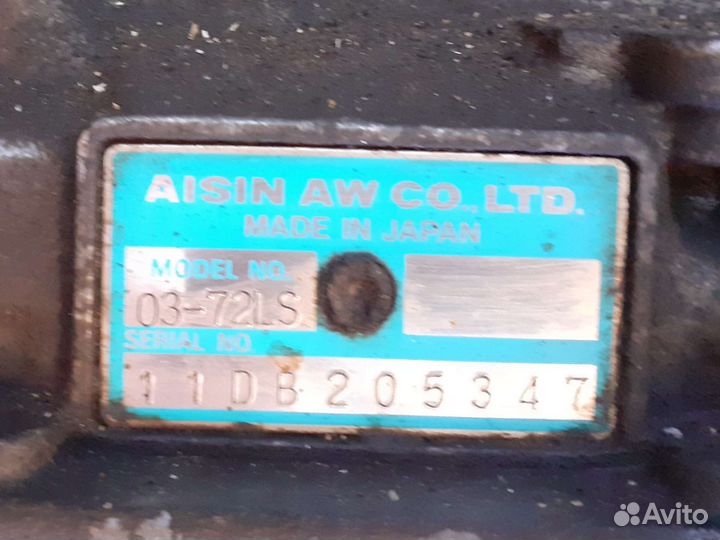 AISIN AW CO., LTD.
MADE IN JAPAN
MODEL NO.
03-72LS
SERIAL NO.
11DB205347
Avito